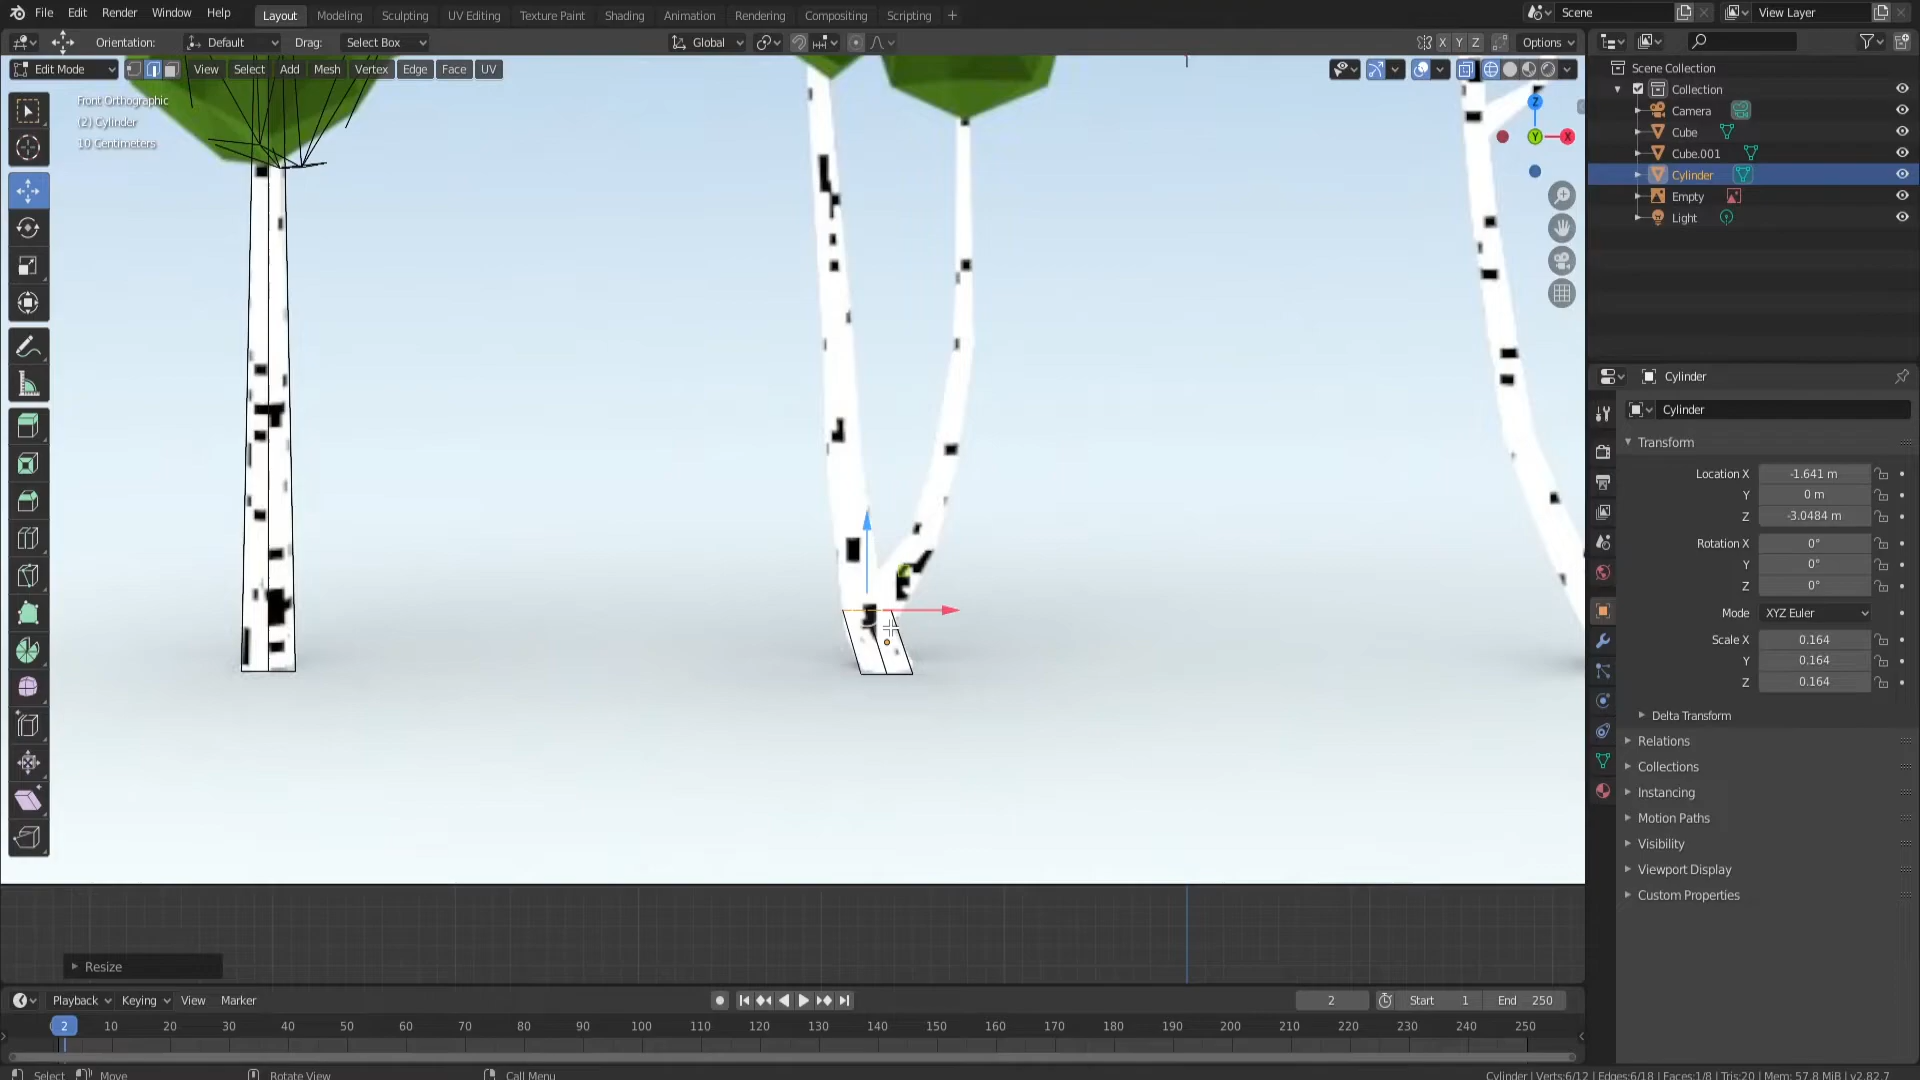 File Edit Render Window Help Layout Modeling Sculpting UV Editing Texture Paint Shading Animation Rendering Compositing Scripting + Scene View Layer
Orientation: Default Drag: Select Box Global X Y Z Options
Edit Mode View Select Add Mesh Vertex Edge Face UV
Front Orthographic
(2) Cylinder
10 Centimeters
Z
Y
X
Scene Collection
Collection
Camera
Cube
Cube.001
Cylinder
Empty
Light
Cylinder
Cylinder
Transform
Location X -1.641 m
Y 0 m
Z -3.0484 m
Rotation X 0°
Y 0°
Z 0°
Mode XYZ Euler
Scale X 0.164
Y 0.164
Z 0.164
Delta Transform
Relations
Collections
Instancing
Motion Paths
Visibility
Viewport Display
Custom Properties
Resize
Playback Keying View Marker 2 Start 1 End 250
2 10 20 30 40 50 60 70 80 90 100 110 120 130 140 150 160 170 180 190 200 210 220 230 240 250
Select Move Rotate View Call Menu Cylinder | Verts:6/12 | Edges:6/18 | Faces:1/8 | Tris:20 | Mem: 57.8 MiB | v2.82.7